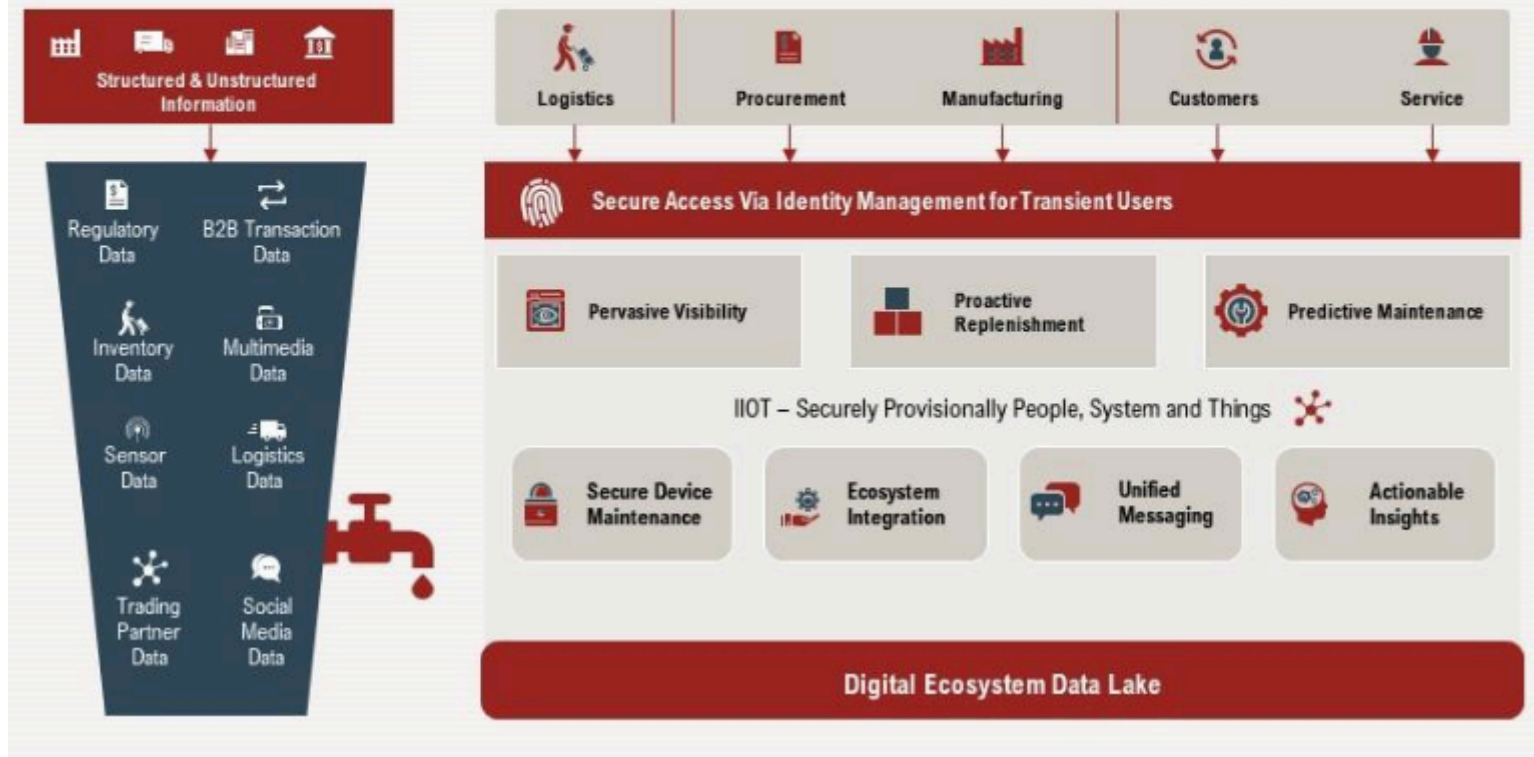 Structured & Unstructured
Information
Regulatory
Data
B2B Transaction
Data
Inventory
Data
Multimedia
Data
Sensor
Data
Logistics
Data
Trading
Partner
Data
Social
Media
Data
Logistics
Procurement
Manufacturing
Customers
Service
Secure Access Via Identity Management for Transient Users
Pervasive Visibility
Proactive
Replenishment
Predictive Maintenance
IIOT – Securely Provisionally People, System and Things
Secure Device
Maintenance
Ecosystem
Integration
Unified
Messaging
Actionable
Insights
Digital Ecosystem Data Lake